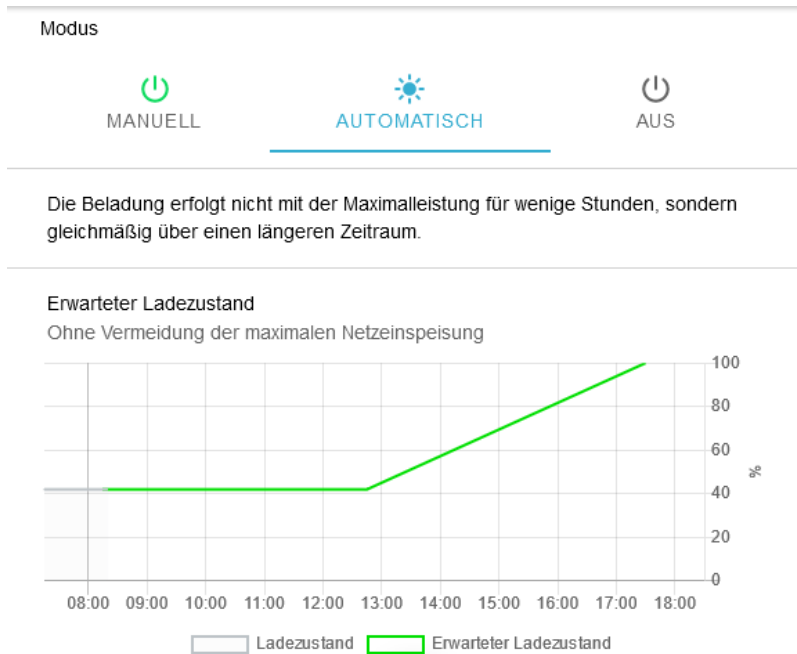 Modus
MANUELL AUTOMATISCH AUS
Die Beladung erfolgt nicht mit der Maximalleistung für wenige Stunden, sondern
gleichmäßig über einen längeren Zeitraum.
Erwarteter Ladezustand
Ohne Vermeidung der maximalen Netzeinspeisung
100
80
60
%
40
20
0
08:00 09:00 10:00 11:00 12:00 13:00 14:00 15:00 16:00 17:00 18:00
Ladezustand Erwarteter Ladezustand